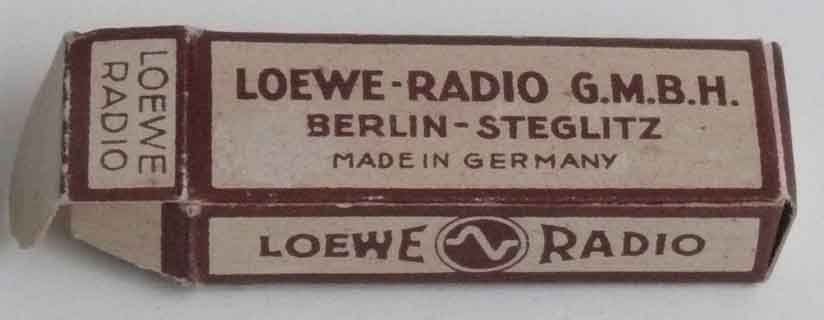 LOEWE
RADIO
LOEWE-RADIO G.M.B.H.
BERLIN-STEGLITZ
MADE IN GERMANY
LOEWE RADIO